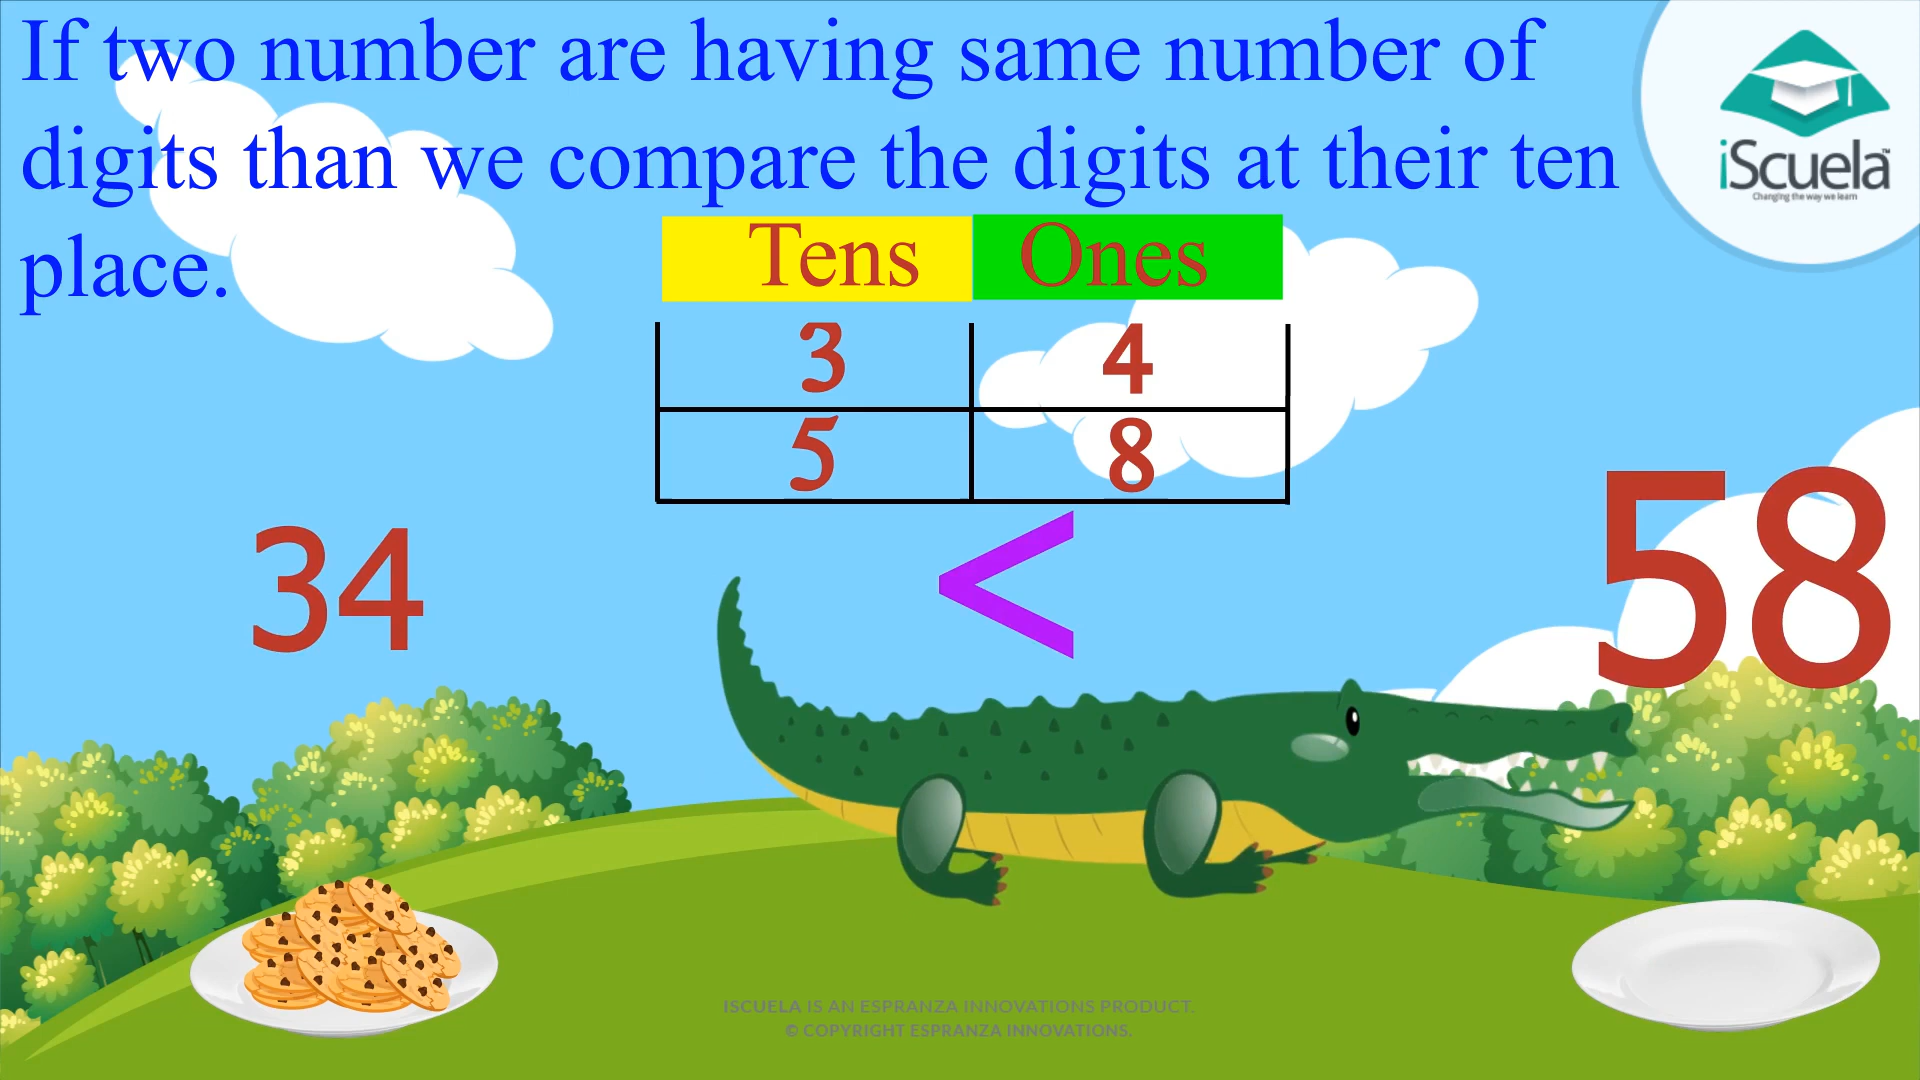 If two number are having same number of
digits than we compare the digits at their ten
place.
iScuela™
Changing the way we learn
Tens Ones
3 4
5 8
34 < 58
ISCUELA IS AN ESPRANZA INNOVATIONS PRODUCT.
© COPYRIGHT ESPRANZA INNOVATIONS.